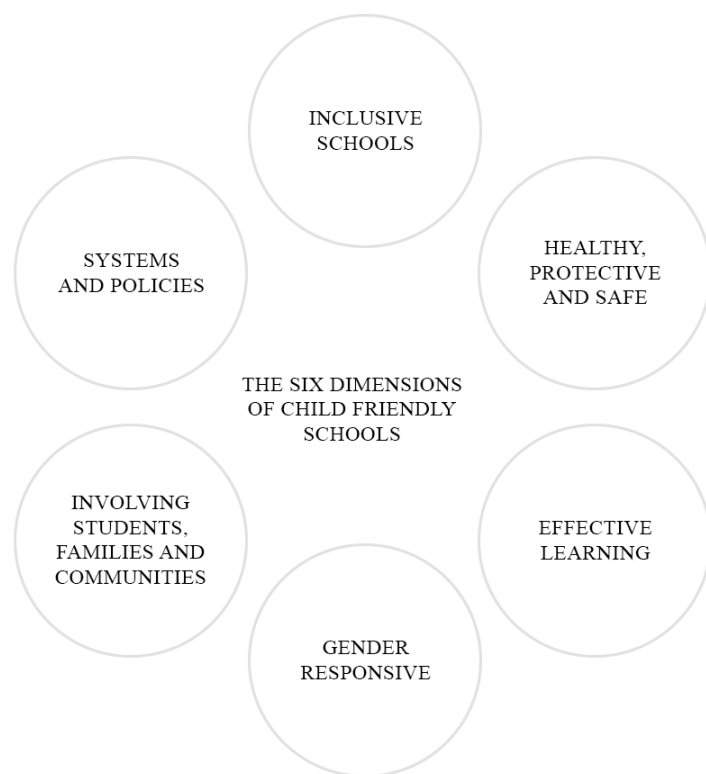 INCLUSIVE
SCHOOLS
SYSTEMS
AND POLICIES
HEALTHY,
PROTECTIVE
AND SAFE
THE SIX DIMENSIONS
OF CHILD FRIENDLY
SCHOOLS
INVOLVING
STUDENTS,
FAMILIES AND
COMMUNITIES
EFFECTIVE
LEARNING
GENDER
RESPONSIVE